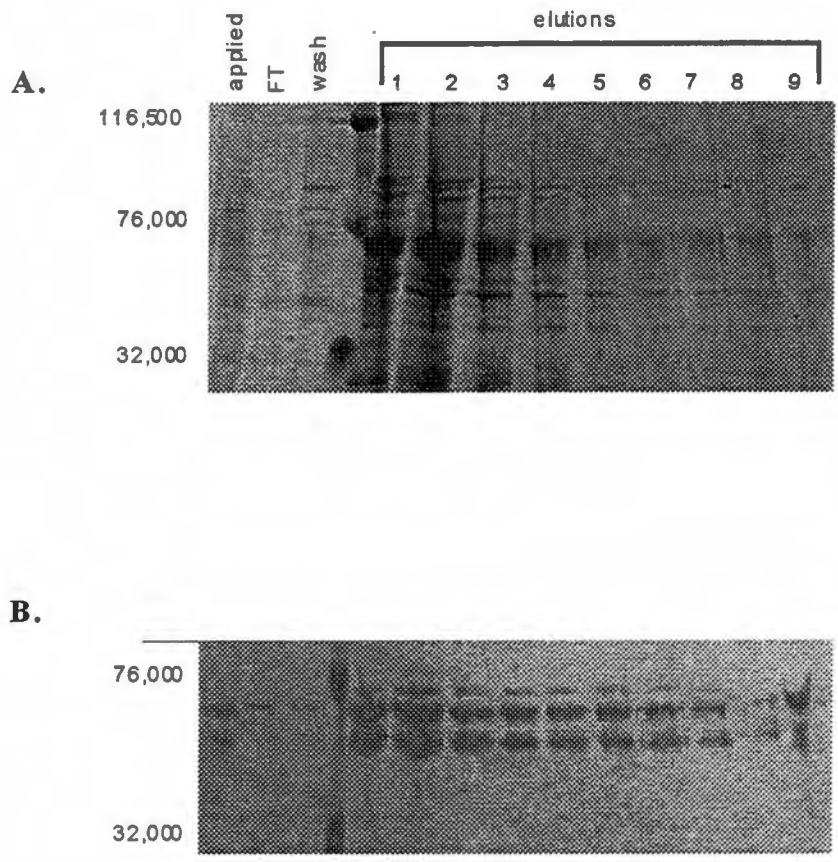 elutions
applied
FT
wash
1 2 3 4 5 6 7 8 9
A.
116,500
76,000
32,000
B.
76,000
32,000